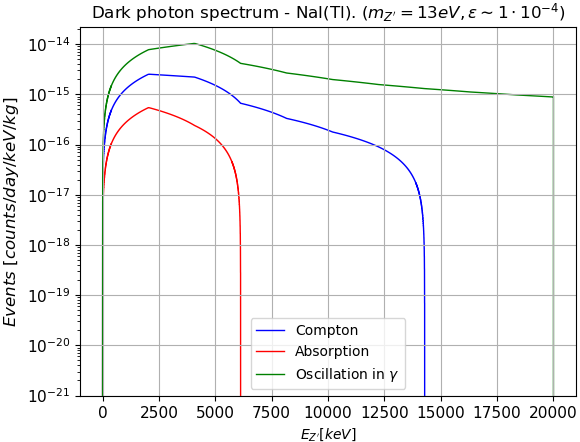 Dark photon spectrum - NaI(Tl). (m_{Z'} = 13eV, ε ∼ 1 · 10^{-4})
Events [counts/day/keV/kg]
10^{-14}
10^{-15}
10^{-16}
10^{-17}
10^{-18}
10^{-19}
10^{-20}
10^{-21}
Compton
Absorption
Oscillation in γ
0 2500 5000 7500 10000 12500 15000 17500 20000
E_{Z'}[keV]